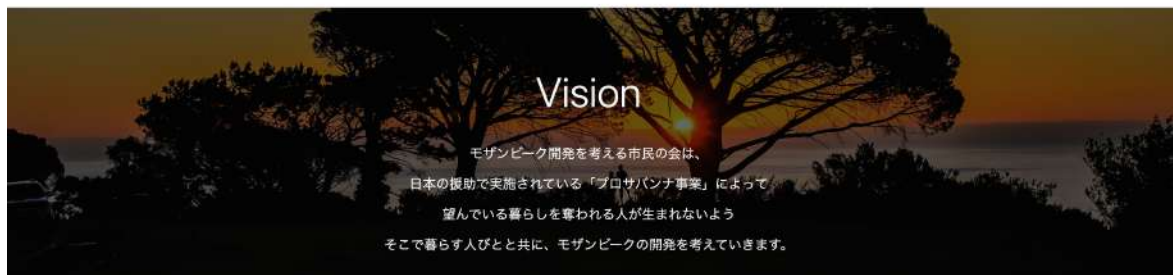 Vision
モザンビーク開発を考える市民の会は、
日本の援助で実施されている「プロサバンナ事業」によって
望んでいる暮らしを奪われる人が生まれないよう
そこで暮らす人びとと共に、モザンビークの開発を考えていきます。